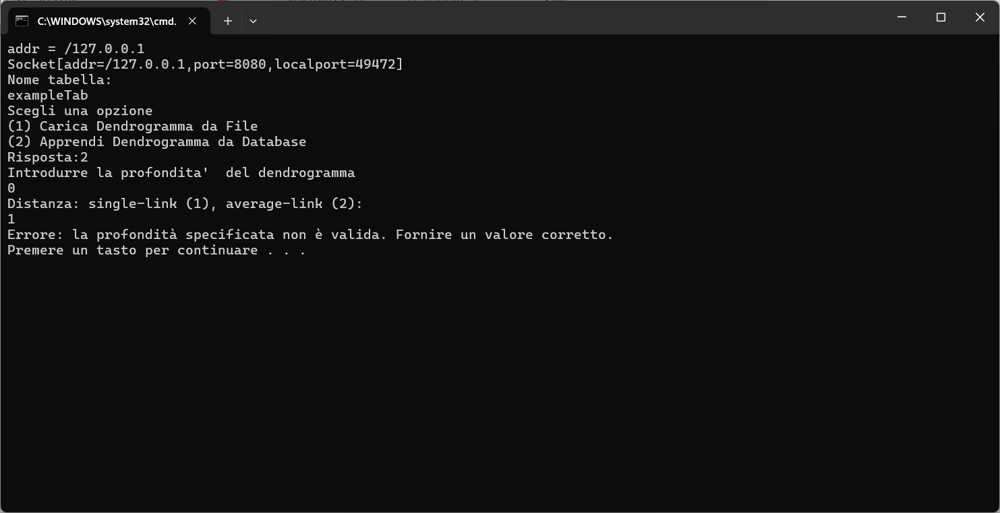 C:\WINDOWS\system32\cmd.
addr = /127.0.0.1
Socket[addr=/127.0.0.1,port=8080,localport=49472]
Nome tabella:
exampleTab
Scegli una opzione
(1) Carica Dendrogramma da File
(2) Apprendi Dendrogramma da Database
Risposta:2
Introdurre la profondita'  del dendrogramma
0
Distanza: single-link (1), average-link (2):
1
Errore: la profondità specificata non è valida. Fornire un valore corretto.
Premere un tasto per continuare . . .